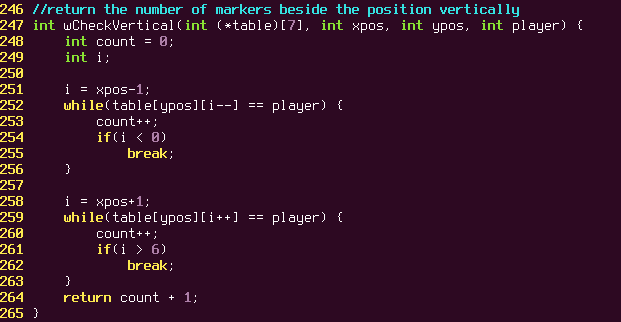 246 //return the number of markers beside the position vertically
247 int wCheckVertical(int (*table)[7], int xpos, int ypos, int player) {
248     int count = 0;
249     int i;
250
251     i = xpos-1;
252     while(table[ypos][i--] == player) {
253         count++;
254         if(i < 0)
255             break;
256     }
257
258     i = xpos+1;
259     while(table[ypos][i++] == player) {
260         count++;
261         if(i > 6)
262             break;
263     }
264     return count + 1;
265 }